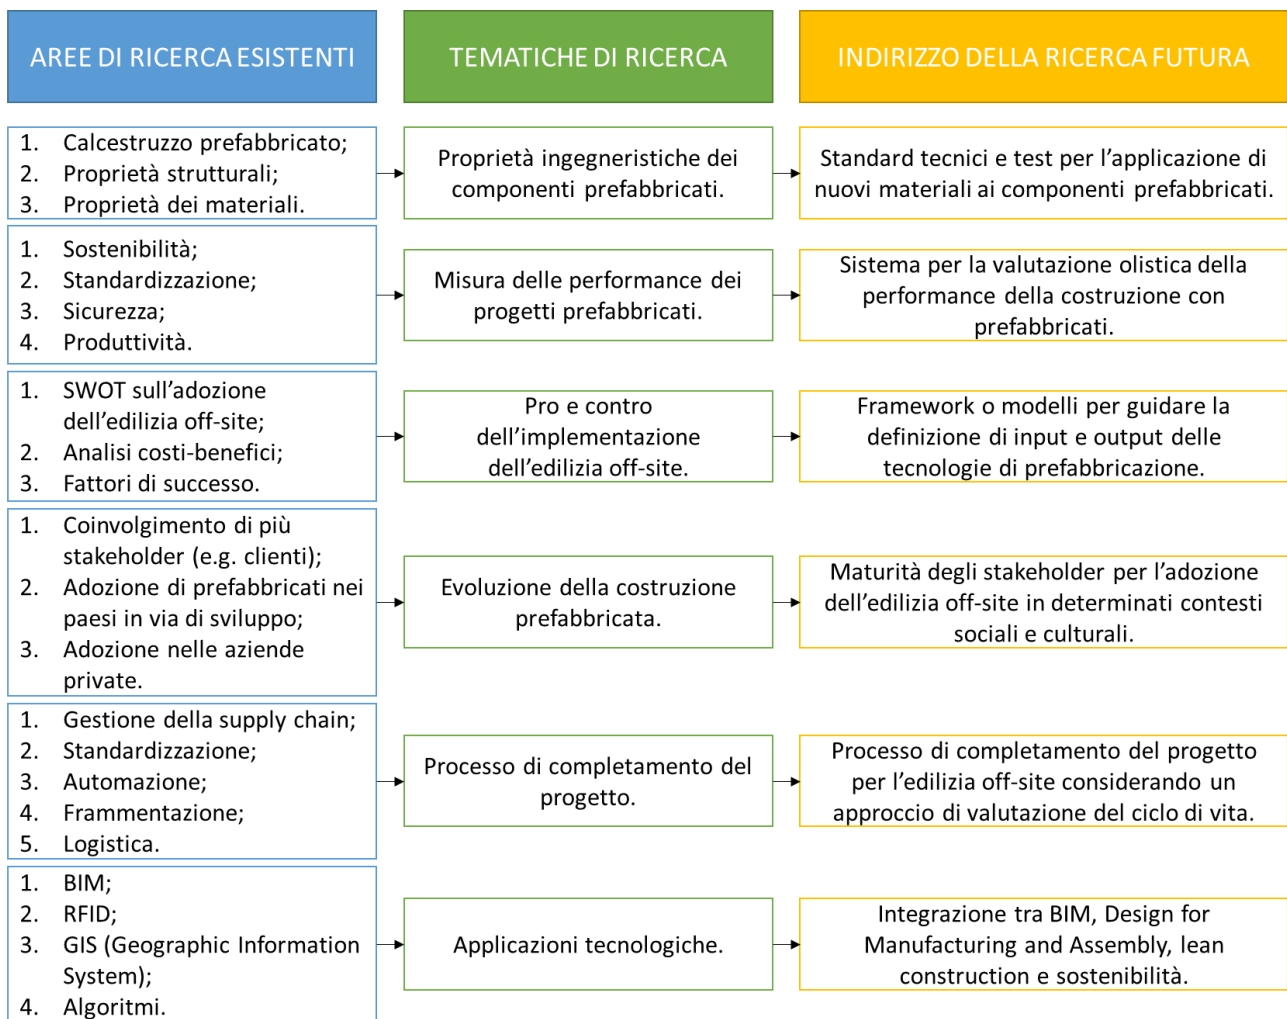 AREE DI RICERCA ESISTENTI
TEMATICHE DI RICERCA
INDIRIZZO DELLA RICERCA FUTURA
1. Calcestruzzo prefabbricato;
2. Proprietà strutturali;
3. Proprietà dei materiali.
Proprietà ingegneristiche dei
componenti prefabbricati.
Standard tecnici e test per l’applicazione di
nuovi materiali ai componenti prefabbricati.
1. Sostenibilità;
2. Standardizzazione;
3. Sicurezza;
4. Produttività.
Misura delle performance dei
progetti prefabbricati.
Sistema per la valutazione olistica della
performance della costruzione con
prefabbricati.
1. SWOT sull’adozione
dell’edilizia off-site;
2. Analisi costi-benefici;
3. Fattori di successo.
Pro e contro
dell’implementazione
dell’edilizia off-site.
Framework o modelli per guidare la
definizione di input e output delle
tecnologie di prefabbricazione.
1. Coinvolgimento di più
stakeholder (e.g. clienti);
2. Adozione di prefabbricati nei
paesi in via di sviluppo;
3. Adozione nelle aziende
private.
Evoluzione della costruzione
prefabbricata.
Maturità degli stakeholder per l’adozione
dell’edilizia off-site in determinati contesti
sociali e culturali.
1. Gestione della supply chain;
2. Standardizzazione;
3. Automazione;
4. Frammentazione;
5. Logistica.
Processo di completamento del
progetto.
Processo di completamento del progetto
per l’edilizia off-site considerando un
approccio di valutazione del ciclo di vita.
1. BIM;
2. RFID;
3. GIS (Geographic Information
System);
4. Algoritmi.
Applicazioni tecnologiche.
Integrazione tra BIM, Design for
Manufacturing and Assembly, lean
construction e sostenibilità.